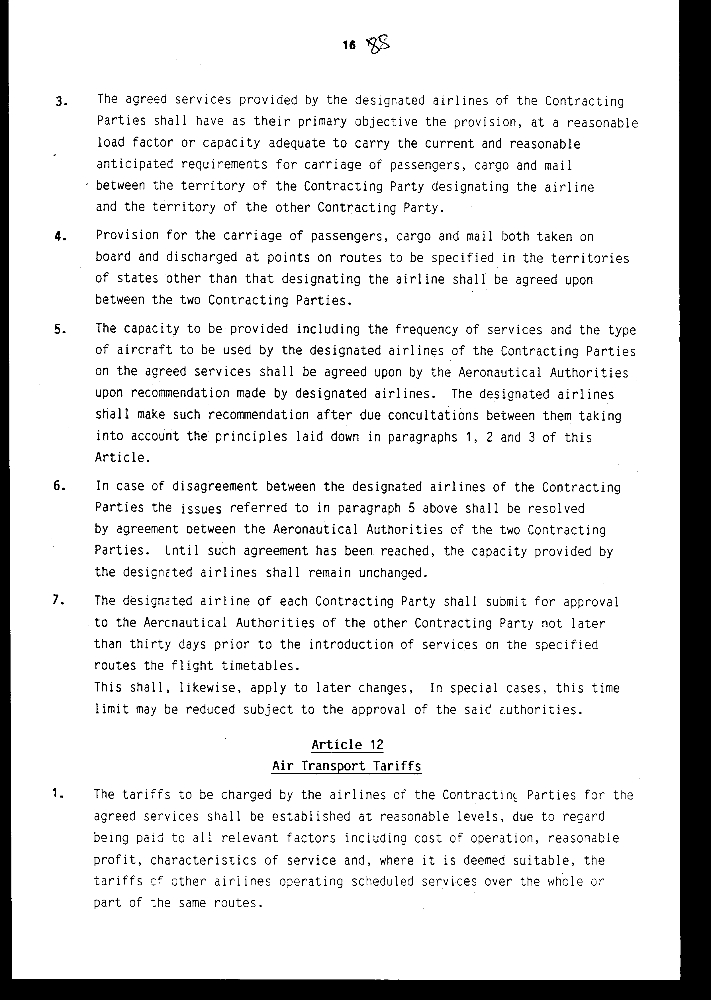 16 88
3. The agreed services provided by the designated airlines of the Contracting
Parties shall have as their primary objective the provision, at a reasonable
load factor or capacity adequate to carry the current and reasonable
anticipated requirements for carriage of passengers, cargo and mail
between the territory of the Contracting Party designating the airline
and the territory of the other Contracting Party.
4. Provision for the carriage of passengers, cargo and mail both taken on
board and discharged at points on routes to be specified in the territories
of states other than that designating the airline shall be agreed upon
between the two Contracting Parties.
5. The capacity to be provided including the frequency of services and the type
of aircraft to be used by the designated airlines of the Contracting Parties
on the agreed services shall be agreed upon by the Aeronautical Authorities
upon recommendation made by designated airlines. The designated airlines
shall make such recommendation after due concultations between them taking
into account the principles laid down in paragraphs 1, 2 and 3 of this
Article.
6. In case of disagreement between the designated airlines of the Contracting
Parties the issues referred to in paragraph 5 above shall be resolved
by agreement between the Aeronautical Authorities of the two Contracting
Parties. Until such agreement has been reached, the capacity provided by
the designated airlines shall remain unchanged.
7. The designated airline of each Contracting Party shall submit for approval
to the Aeronautical Authorities of the other Contracting Party not later
than thirty days prior to the introduction of services on the specified
routes the flight timetables.
This shall, likewise, apply to later changes, In special cases, this time
limit may be reduced subject to the approval of the said authorities.
Article 12
Air Transport Tariffs
1. The tariffs to be charged by the airlines of the Contracting Parties for the
agreed services shall be established at reasonable levels, due to regard
being paid to all relevant factors including cost of operation, reasonable
profit, characteristics of service and, where it is deemed suitable, the
tariffs of other airlines operating scheduled services over the whole or
part of the same routes.